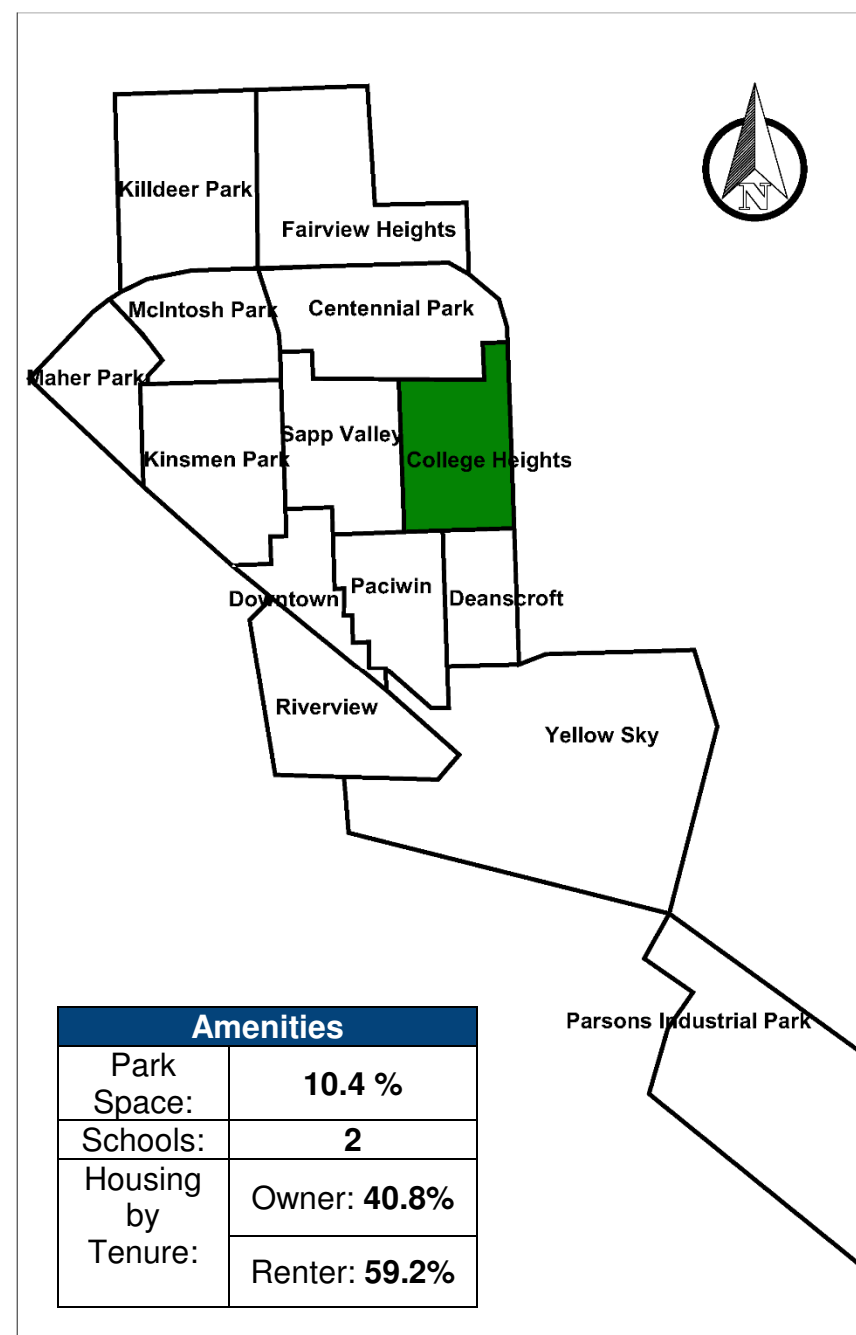 N
Killdeer Park
Fairview Heights
McIntosh Park
Centennial Park
Maher Park
Sapp Valley
Kinsmen Park
College Heights
Downtown
Paciwin
Deanscroft
Riverview
Yellow Sky
Parsons Industrial Park
Amenities
Park
Space:
10.4 %
Schools:
2
Housing
by
Tenure:
Owner: 40.8%
Renter: 59.2%